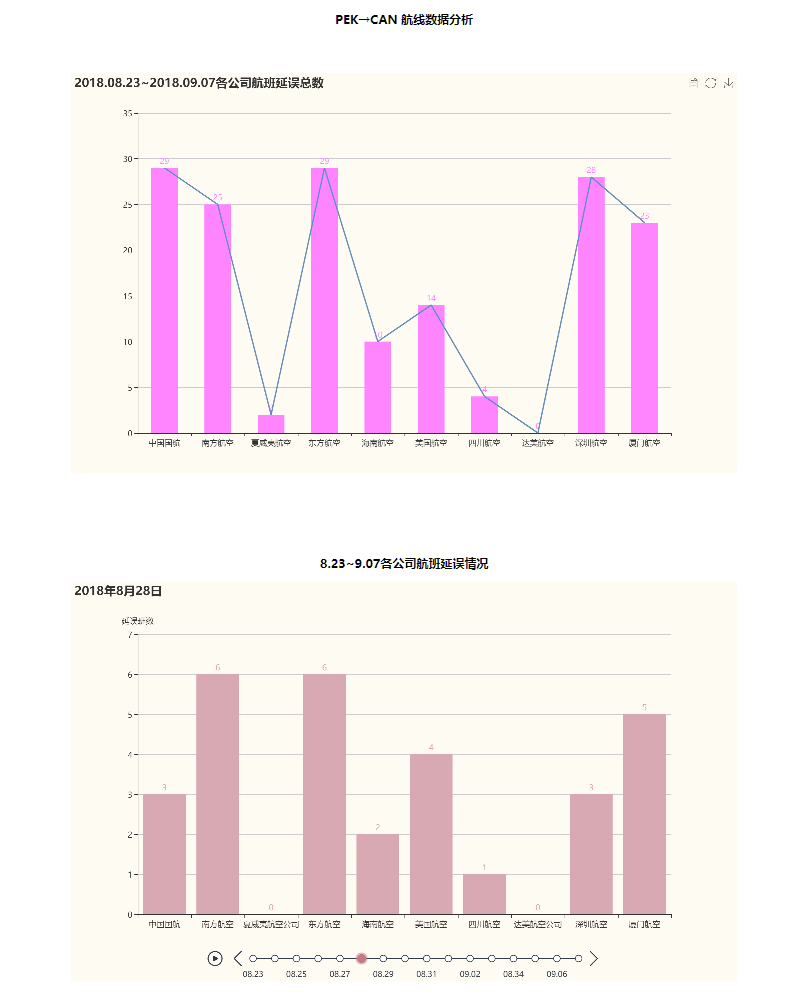 PEK→CAN 航线数据分析
2018.08.23~2018.09.07各公司航班延误总数
35
30
25
20
15
10
5
0
29
25
29
14
4
0
28
23
中国国航 南方航空 夏威夷航空 东方航空 海南航空 美国航空 四川航空 达美航空 深圳航空 厦门航空
8.23~9.07各公司航班延误情况
2018年8月28日
延误班数
7
6
5
4
3
2
1
0
3 6 0 6 2 4 1 0 3 5
中国国航 南方航空 夏威夷航空公司 东方航空 海南航空 美国航空 四川航空 达美航空公司 深圳航空 厦门航空
08.23 08.25 08.27 08.29 08.31 09.02 08.34 09.06